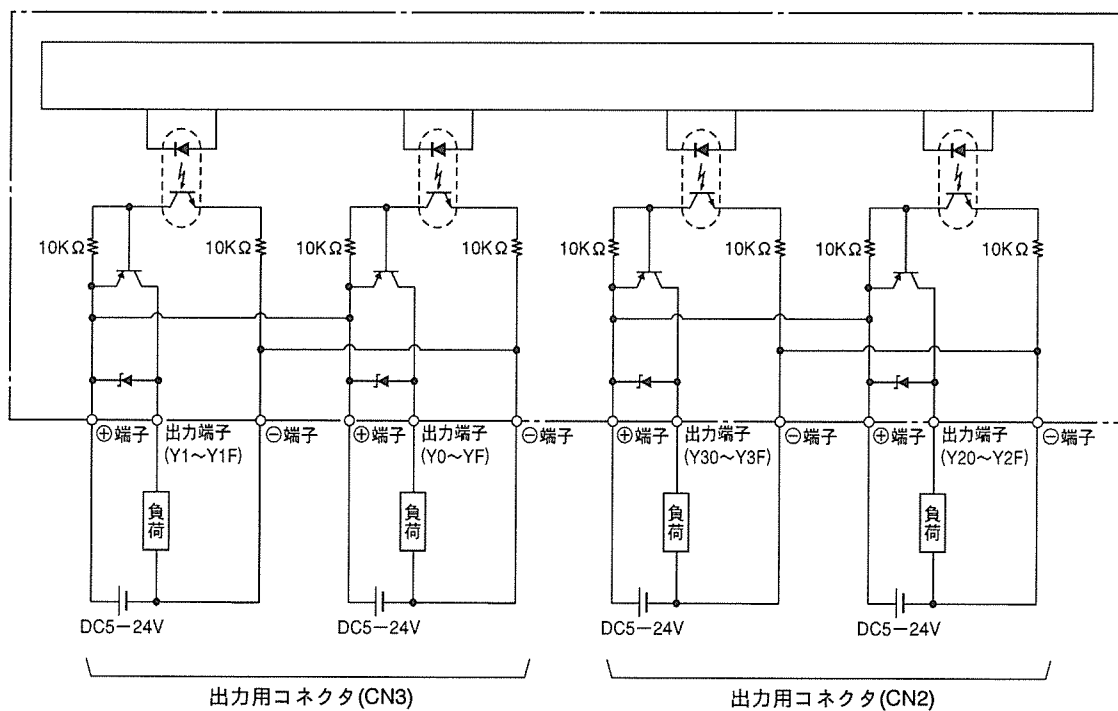 10KΩ 10KΩ 10KΩ 10KΩ 10KΩ 10KΩ 10KΩ 10KΩ
⊕端子 出力端子 ⊖端子 ⊕端子 出力端子 ⊖端子 ⊕端子 出力端子 ⊖端子 ⊕端子 出力端子 ⊖端子
(Y1～Y1F) (Y0～YF) (Y30～Y3F) (Y20～Y2F)
負荷 負荷 負荷 負荷
DC5－24V DC5－24V DC5－24V DC5－24V
出力用コネクタ(CN3) 出力用コネクタ(CN2)